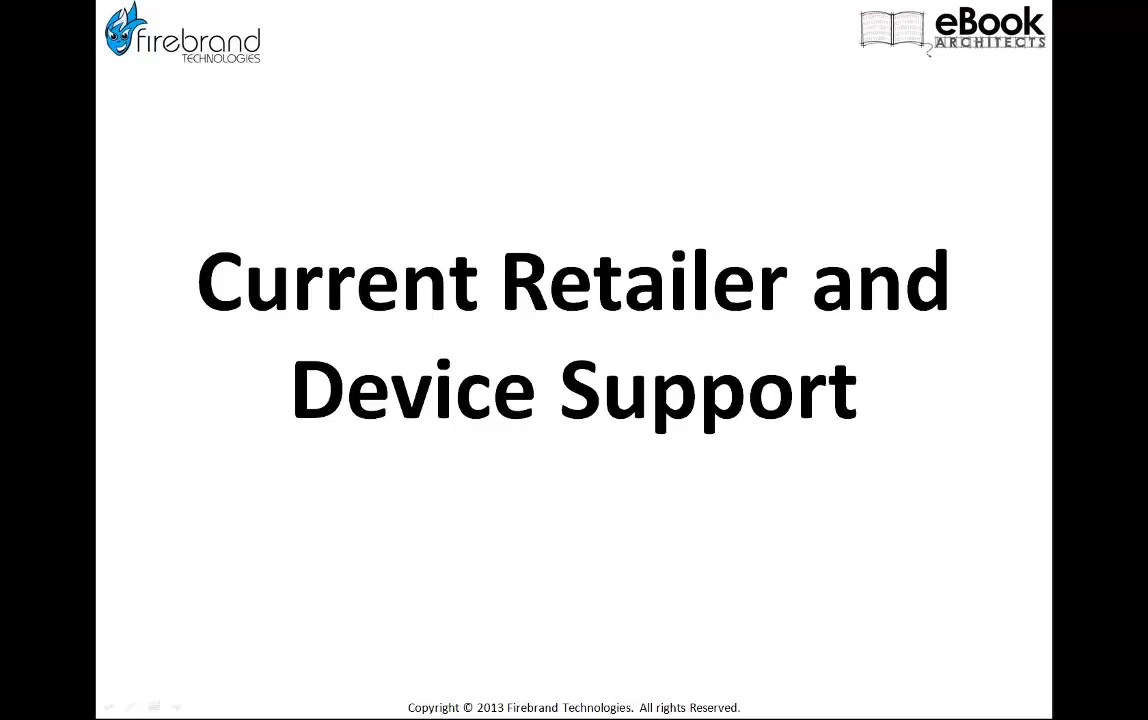 firebrand
TECHNOLOGIES
eBook
ARCHITECTS
Current Retailer and
Device Support
Copyright © 2013 Firebrand Technologies. All rights Reserved.